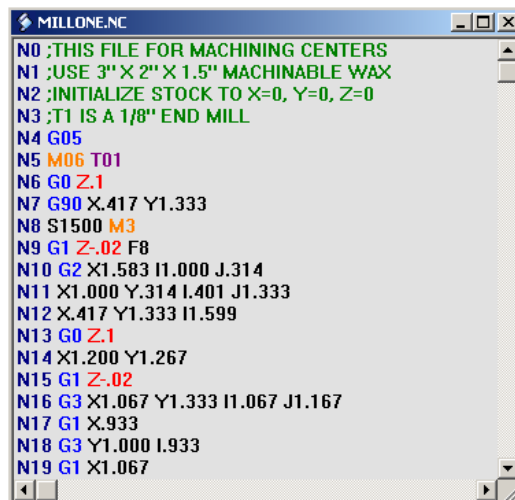 MILLONE.NC
N0 ;THIS FILE FOR MACHINING CENTERS
N1 ;USE 3" X 2" X 1.5" MACHINABLE WAX
N2 ;INITIALIZE STOCK TO X=0, Y=0, Z=0
N3 ;T1 IS A 1/8" END MILL
N4 G05
N5 M06 T01
N6 G0 Z.1
N7 G90 X.417 Y1.333
N8 S1500 M3
N9 G1 Z-.02 F8
N10 G2 X1.583 I1.000 J.314
N11 X1.000 Y.314 I.401 J1.333
N12 X.417 Y1.333 I1.599
N13 G0 Z.1
N14 X1.200 Y1.267
N15 G1 Z-.02
N16 G3 X1.067 Y1.333 I1.067 J1.167
N17 G1 X.933
N18 G3 Y1.000 I.933
N19 G1 X1.067